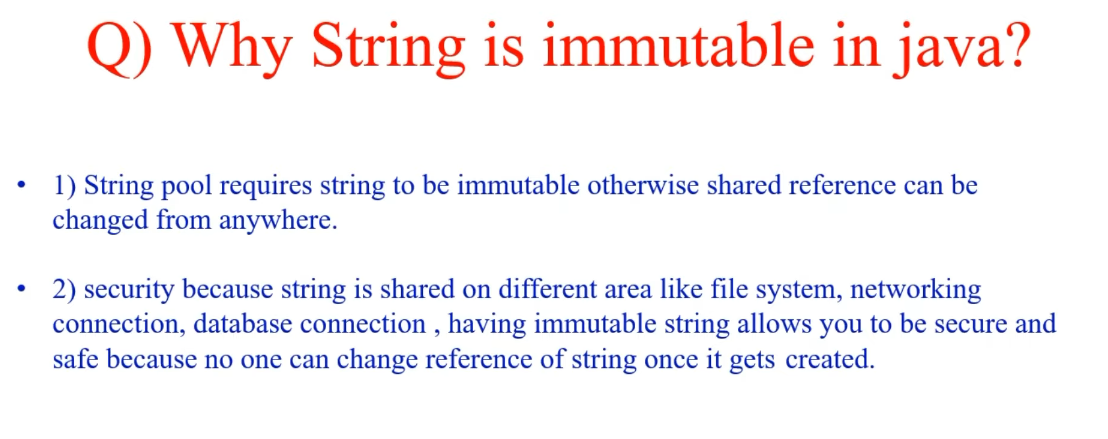 Q) Why String is immutable in java?
• 1) String pool requires string to be immutable otherwise shared reference can be
changed from anywhere.
• 2) security because string is shared on different area like file system, networking
connection, database connection , having immutable string allows you to be secure and
safe because no one can change reference of string once it gets created.